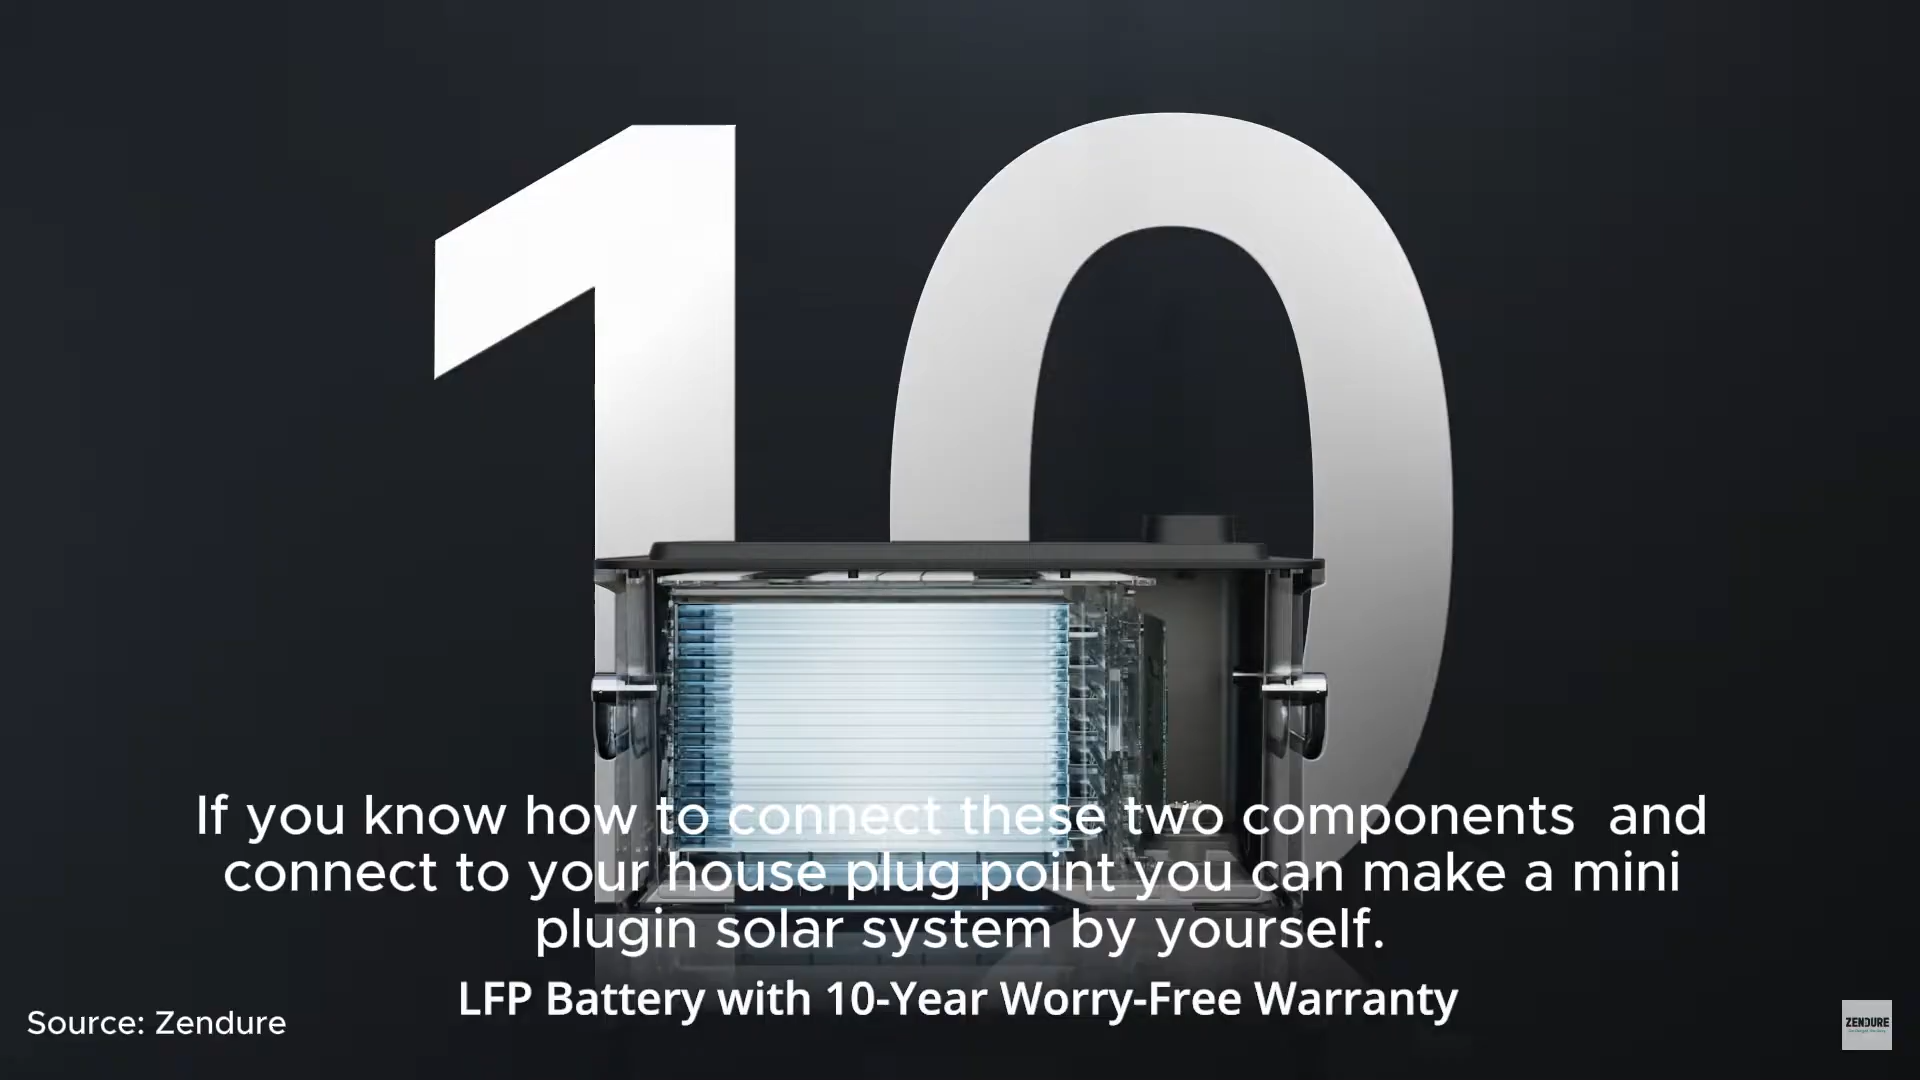 10
If you know how to connect these two components  and
connect to your house plug point you can make a mini
plugin solar system by yourself.
LFP Battery with 10-Year Worry-Free Warranty
Source: Zendure
ZENDURE